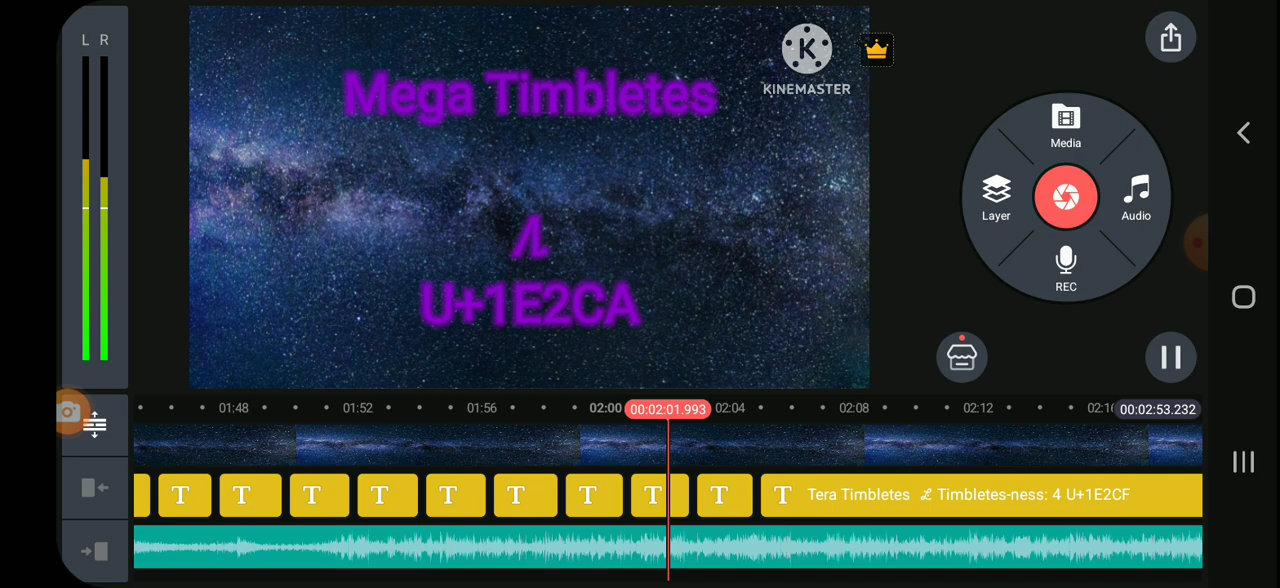 L R
Mega Timbletes
U+1E2CA
K
KINEMASTER
Media
Layer
Audio
REC
01:48
01:52
01:56
02:00
00:02:01.993
02:04
02:08
02:12
00:02:53.232
T
T
T
T
T
T
T
T
T
T Tera Timbletes Timbletes-ness: 4 U+1E2CF